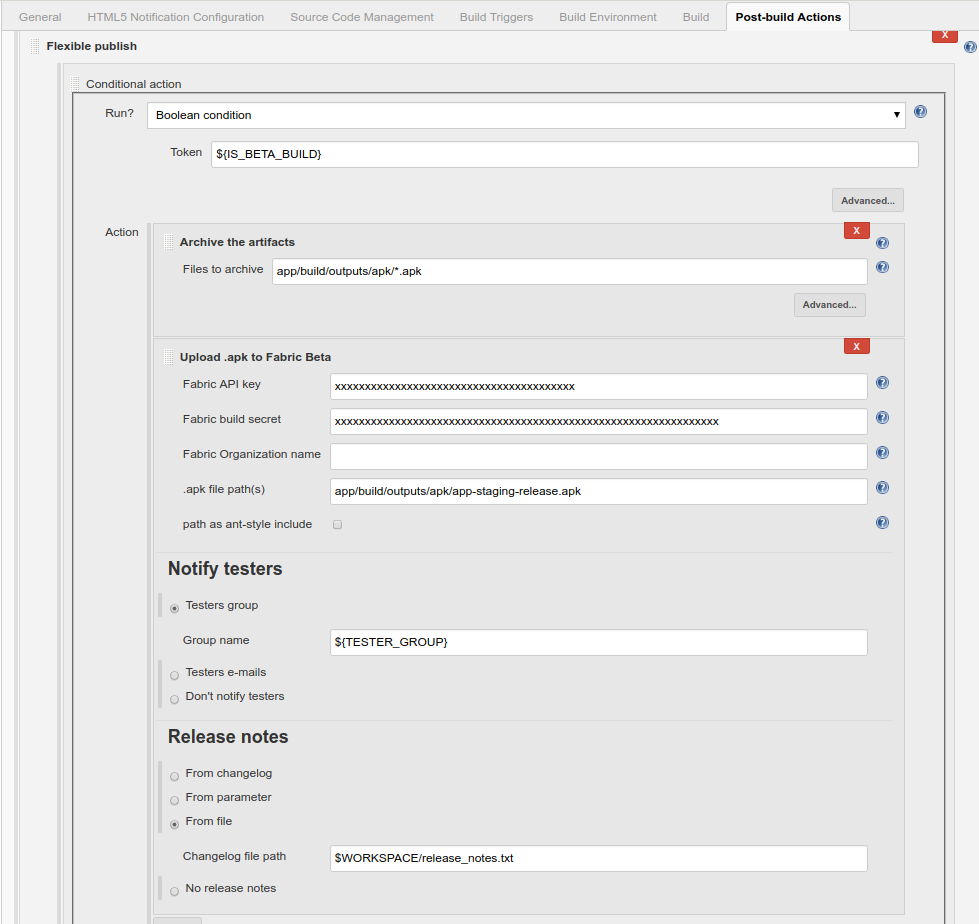 General HTML5 Notification Configuration Source Code Management Build Triggers Build Environment Build Post-build Actions
X
Flexible publish
?
Conditional action
Run? Boolean condition ?
Token ${IS_BETA_BUILD}
Advanced...
Action
X
Archive the artifacts ?
Files to archive app/build/outputs/apk/*.apk ?
Advanced...
X
Upload .apk to Fabric Beta
Fabric API key xxxxxxxxxxxxxxxxxxxxxxxxxxxxxxxxxxxxxxxx ?
Fabric build secret xxxxxxxxxxxxxxxxxxxxxxxxxxxxxxxxxxxxxxxxxxxxxxxxxxxxxxxxxxxxxxxx ?
Fabric Organization name ?
.apk file path(s) app/build/outputs/apk/app-staging-release.apk ?
path as ant-style include ?
Notify testers
Testers group
Group name ${TESTER_GROUP}
Testers e-mails
Don't notify testers
Release notes
From changelog
From parameter
From file
Changelog file path $WORKSPACE/release_notes.txt
No release notes